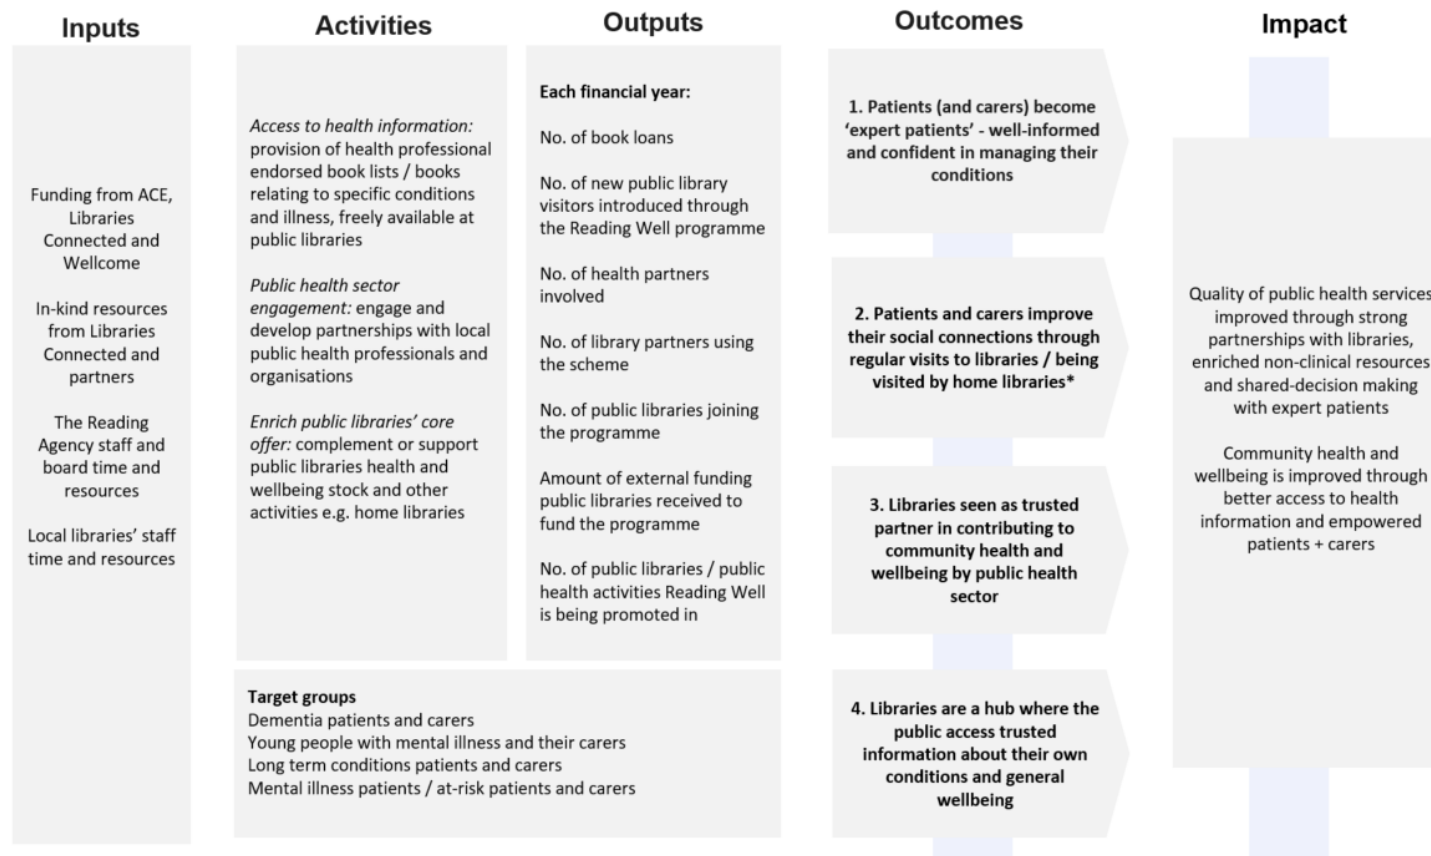 Inputs
Funding from ACE,
Libraries
Connected and
Wellcome
In-kind resources
from Libraries
Connected and
partners
The Reading
Agency staff and
board time and
resources
Local libraries' staff
time and resources
Activities
Access to health information:
provision of health professional
endorsed book lists / books
relating to specific conditions
and illness, freely available at
public libraries
Public health sector
engagement: engage and
develop partnerships with local
public health professionals and
organisations
Enrich public libraries' core
offer: complement or support
public libraries health and
wellbeing stock and other
activities e.g. home libraries
Outputs
Each financial year:
No. of book loans
No. of new public library
visitors introduced through
the Reading Well programme
No. of health partners
involved
No. of library partners using
the scheme
No. of public libraries joining
the programme
Amount of external funding
public libraries received to
fund the programme
No. of public libraries / public
health activities Reading Well
is being promoted in
Target groups
Dementia patients and carers
Young people with mental illness and their carers
Long term conditions patients and carers
Mental illness patients / at-risk patients and carers
Outcomes
1. Patients (and carers) become
'expert patients' - well-informed
and confident in managing their
conditions
2. Patients and carers improve
their social connections through
regular visits to libraries / being
visited by home libraries*
3. Libraries seen as trusted
partner in contributing to
community health and
wellbeing by public health
sector
4. Libraries are a hub where the
public access trusted
information about their own
conditions and general
wellbeing
Impact
Quality of public health services
improved through strong
partnerships with libraries,
enriched non-clinical resources
and shared-decision making
with expert patients
Community health and
wellbeing is improved through
better access to health
information and empowered
patients + carers